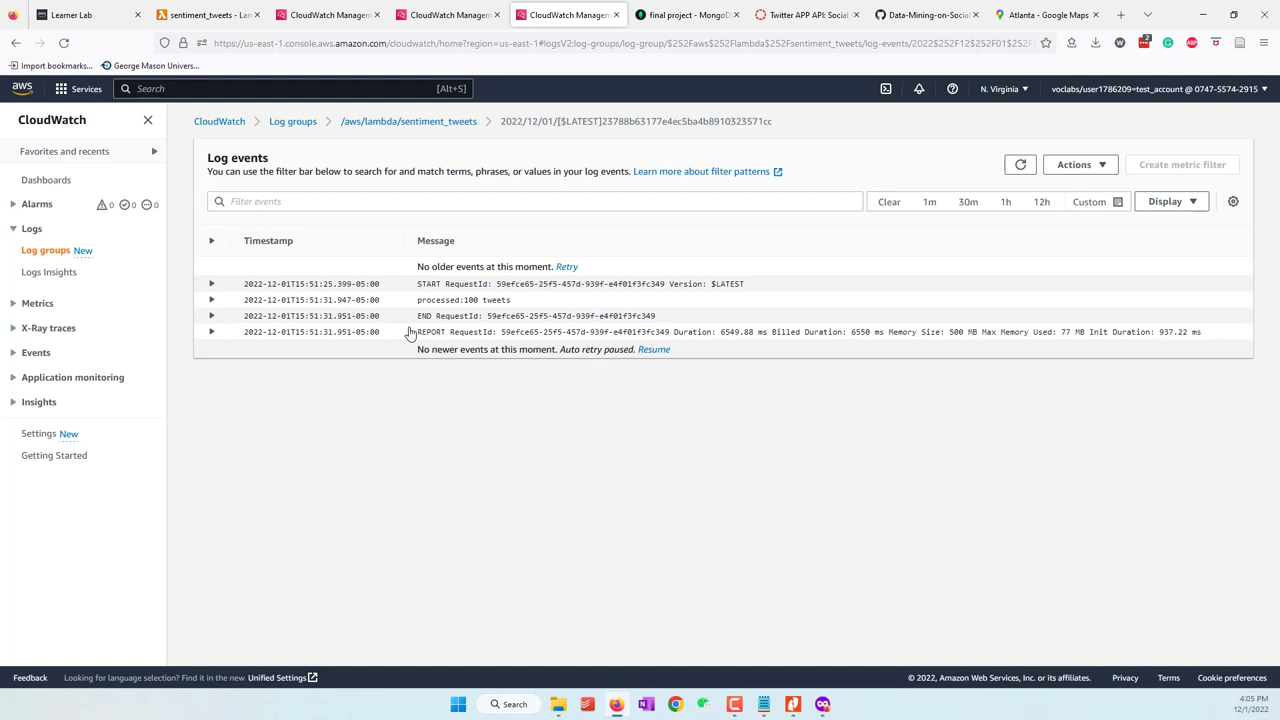 Learner Lab
sentiment_tweets - Lan
CloudWatch Managem
CloudWatch Managem
CloudWatch Managem
final project - MongoD
Twitter APP API: Social
Data-Mining-on-Social
Atlanta - Google Maps
https://us-east-1.console.aws.amazon.com/cloudwatch/home?region=us-east-1#logsV2:log-groups/log-group/$252Faws$252Flambda$252Fsentiment_tweets/log-events/2022$252F12$252F01$252F
Import bookmarks...
George Mason Univers...
aws
Services
Search
[Alt+S]
N. Virginia
voclabs/user1786209=test_account @ 0747-5574-2915
CloudWatch
CloudWatch
Log groups
/aws/lambda/sentiment_tweets
2022/12/01/[$LATEST]23788b63177e4ec5ba4b8910323571cc
Favorites and recents
Dashboards
Alarms
0
0
0
Logs
Log groups New
Logs Insights
Metrics
X-Ray traces
Events
Application monitoring
Insights
Settings New
Getting Started
Log events
You can use the filter bar below to search for and match terms, phrases, or values in your log events. Learn more about filter patterns
Actions
Create metric filter
Filter events
Clear
1m
30m
1h
12h
Custom
Display
Timestamp
Message
No older events at this moment. Retry
2022-12-01T15:51:25.399-05:00 START RequestId: 59efce65-25f5-457d-939f-e4f01f3fc349 Version: $LATEST
2022-12-01T15:51:31.947-05:00 processed:100 tweets
2022-12-01T15:51:31.951-05:00 END RequestId: 59efce65-25f5-457d-939f-e4f01f3fc349
2022-12-01T15:51:31.951-05:00 REPORT RequestId: 59efce65-25f5-457d-939f-e4f01f3fc349 Duration: 6549.88 ms Billed Duration: 6550 ms Memory Size: 500 MB Max Memory Used: 77 MB Init Duration: 937.22 ms
No newer events at this moment. Auto retry paused. Resume
Feedback
Looking for language selection? Find it in the new Unified Settings
© 2022, Amazon Web Services, Inc. or its affiliates.
Privacy
Terms
Cookie preferences
Search
4:05 PM
12/1/2022